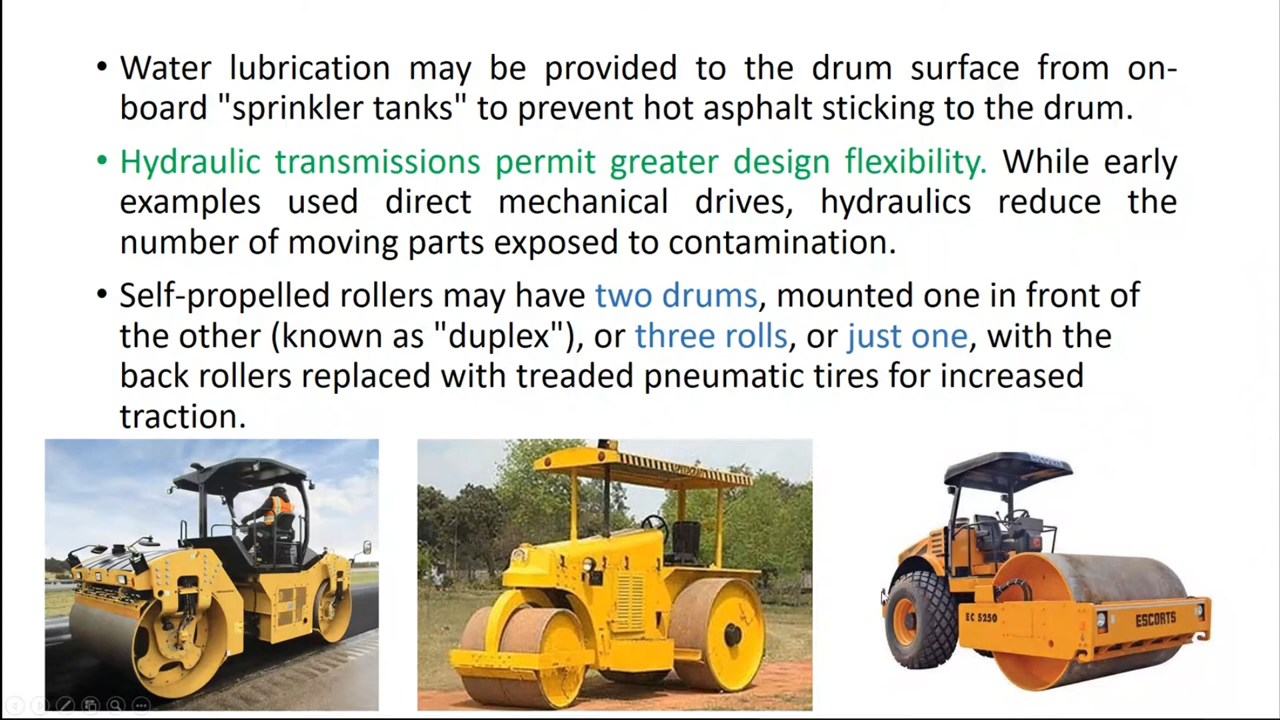 • Water lubrication may be provided to the drum surface from on-
board "sprinkler tanks" to prevent hot asphalt sticking to the drum.
• Hydraulic transmissions permit greater design flexibility. While early
examples used direct mechanical drives, hydraulics reduce the
number of moving parts exposed to contamination.
• Self-propelled rollers may have two drums, mounted one in front of
the other (known as "duplex"), or three rolls, or just one, with the
back rollers replaced with treaded pneumatic tires for increased
traction.
ESCORTS
EC 5250
ESCORTS